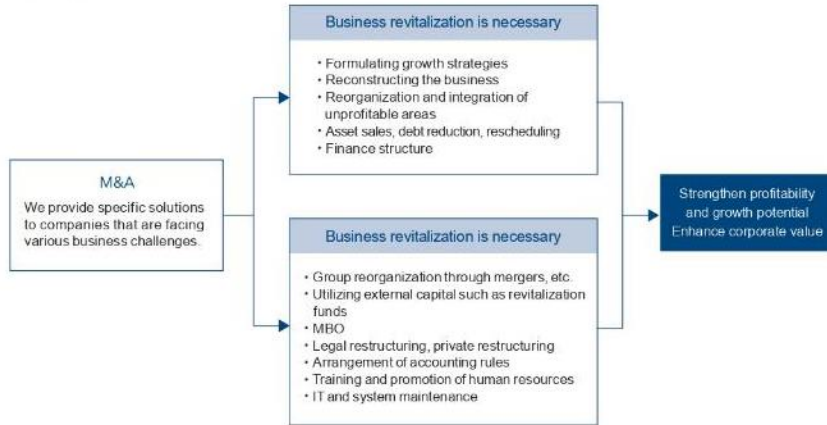 Business revitalization is necessary
• Formulating growth strategies
• Reconstructing the business
• Reorganization and integration of
unprofitable areas
• Asset sales, debt reduction, rescheduling
• Finance structure
M&A
We provide specific solutions
to companies that are facing
various business challenges.
Business revitalization is necessary
• Group reorganization through mergers, etc.
• Utilizing external capital such as revitalization
funds
• MBO
• Legal restructuring, private restructuring
• Arrangement of accounting rules
• Training and promotion of human resources
• IT and system maintenance
Strengthen profitability
and growth potential
Enhance corporate value